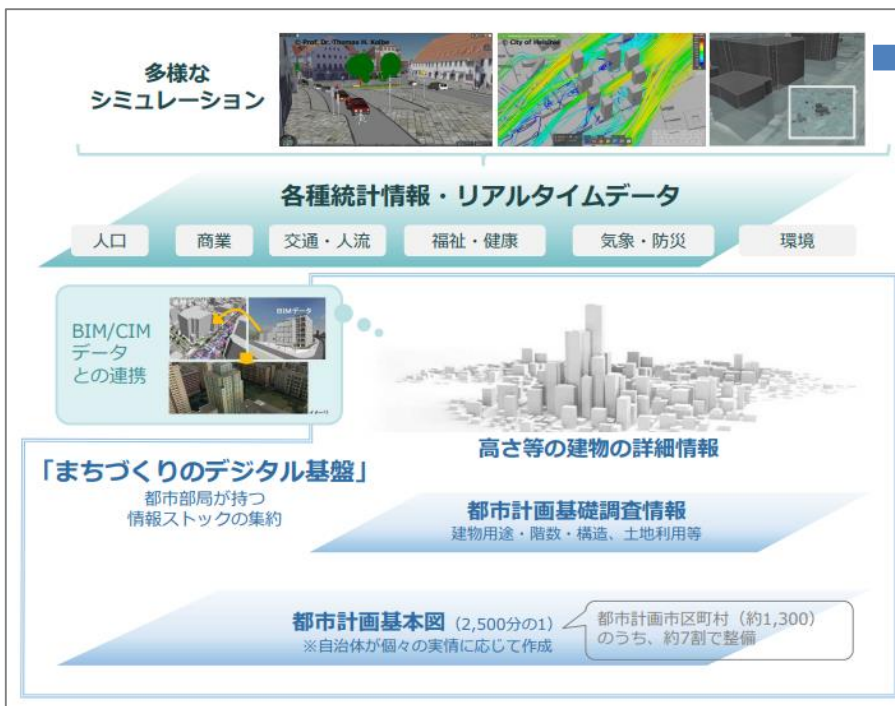 多様な
シミュレーション
© Prof. Dr. Thomas H. Kolbe
© City of Helsinki
各種統計情報・リアルタイムデータ
人口
商業
交通・人流
福祉・健康
気象・防災
環境
BIM/CIM
データ
との連携
BIMデータ
高さ等の建物の詳細情報
「まちづくりのデジタル基盤」
都市部局が持つ
情報ストックの集約
都市計画基礎調査情報
建物用途・階数・構造、土地利用等
都市計画基本図（2,500分の1）
※自治体が個々の実情に応じて作成
都市計画市区町村（約1,300）
のうち、約7割で整備